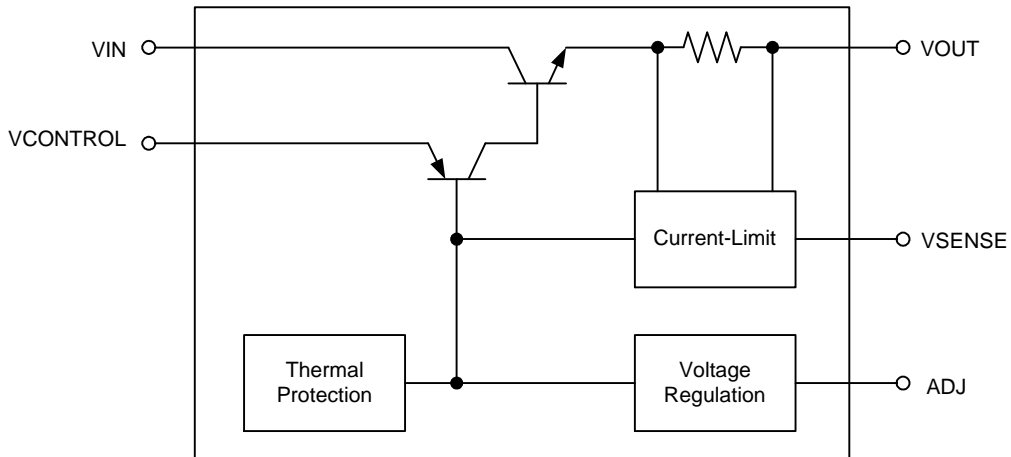 VIN
VOUT
VCONTROL
Current-Limit
VSENSE
Thermal
Protection
Voltage
Regulation
ADJ